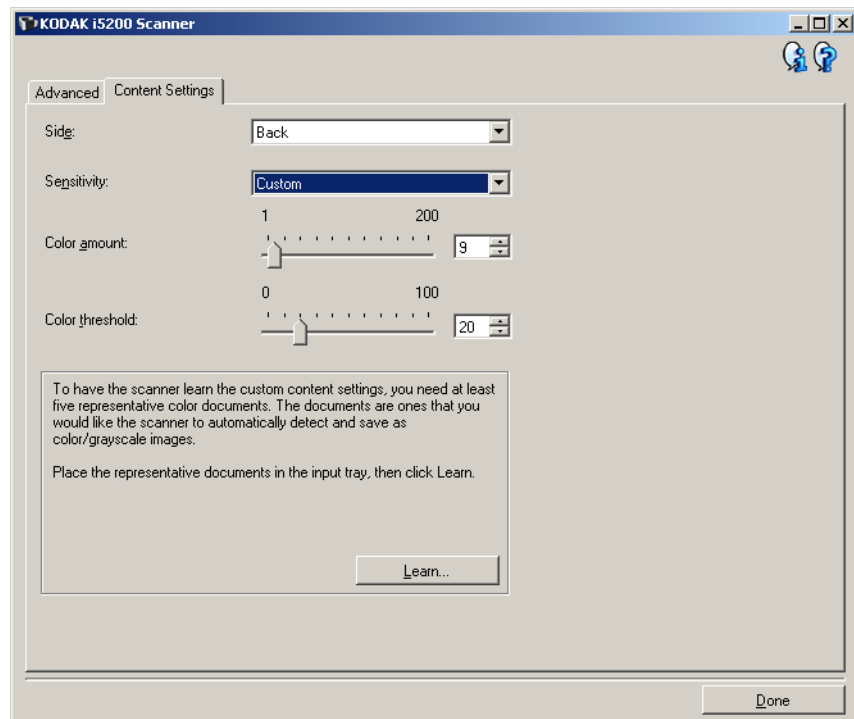 KODAK i5200 Scanner
Advanced Content Settings
Side: Back
Sensitivity: Custom
1 200
Color amount: 9
0 100
Color threshold: 20
To have the scanner learn the custom content settings, you need at least
five representative color documents. The documents are ones that you
would like the scanner to automatically detect and save as
color/grayscale images.
Place the representative documents in the input tray, then click Learn.
Learn...
Done